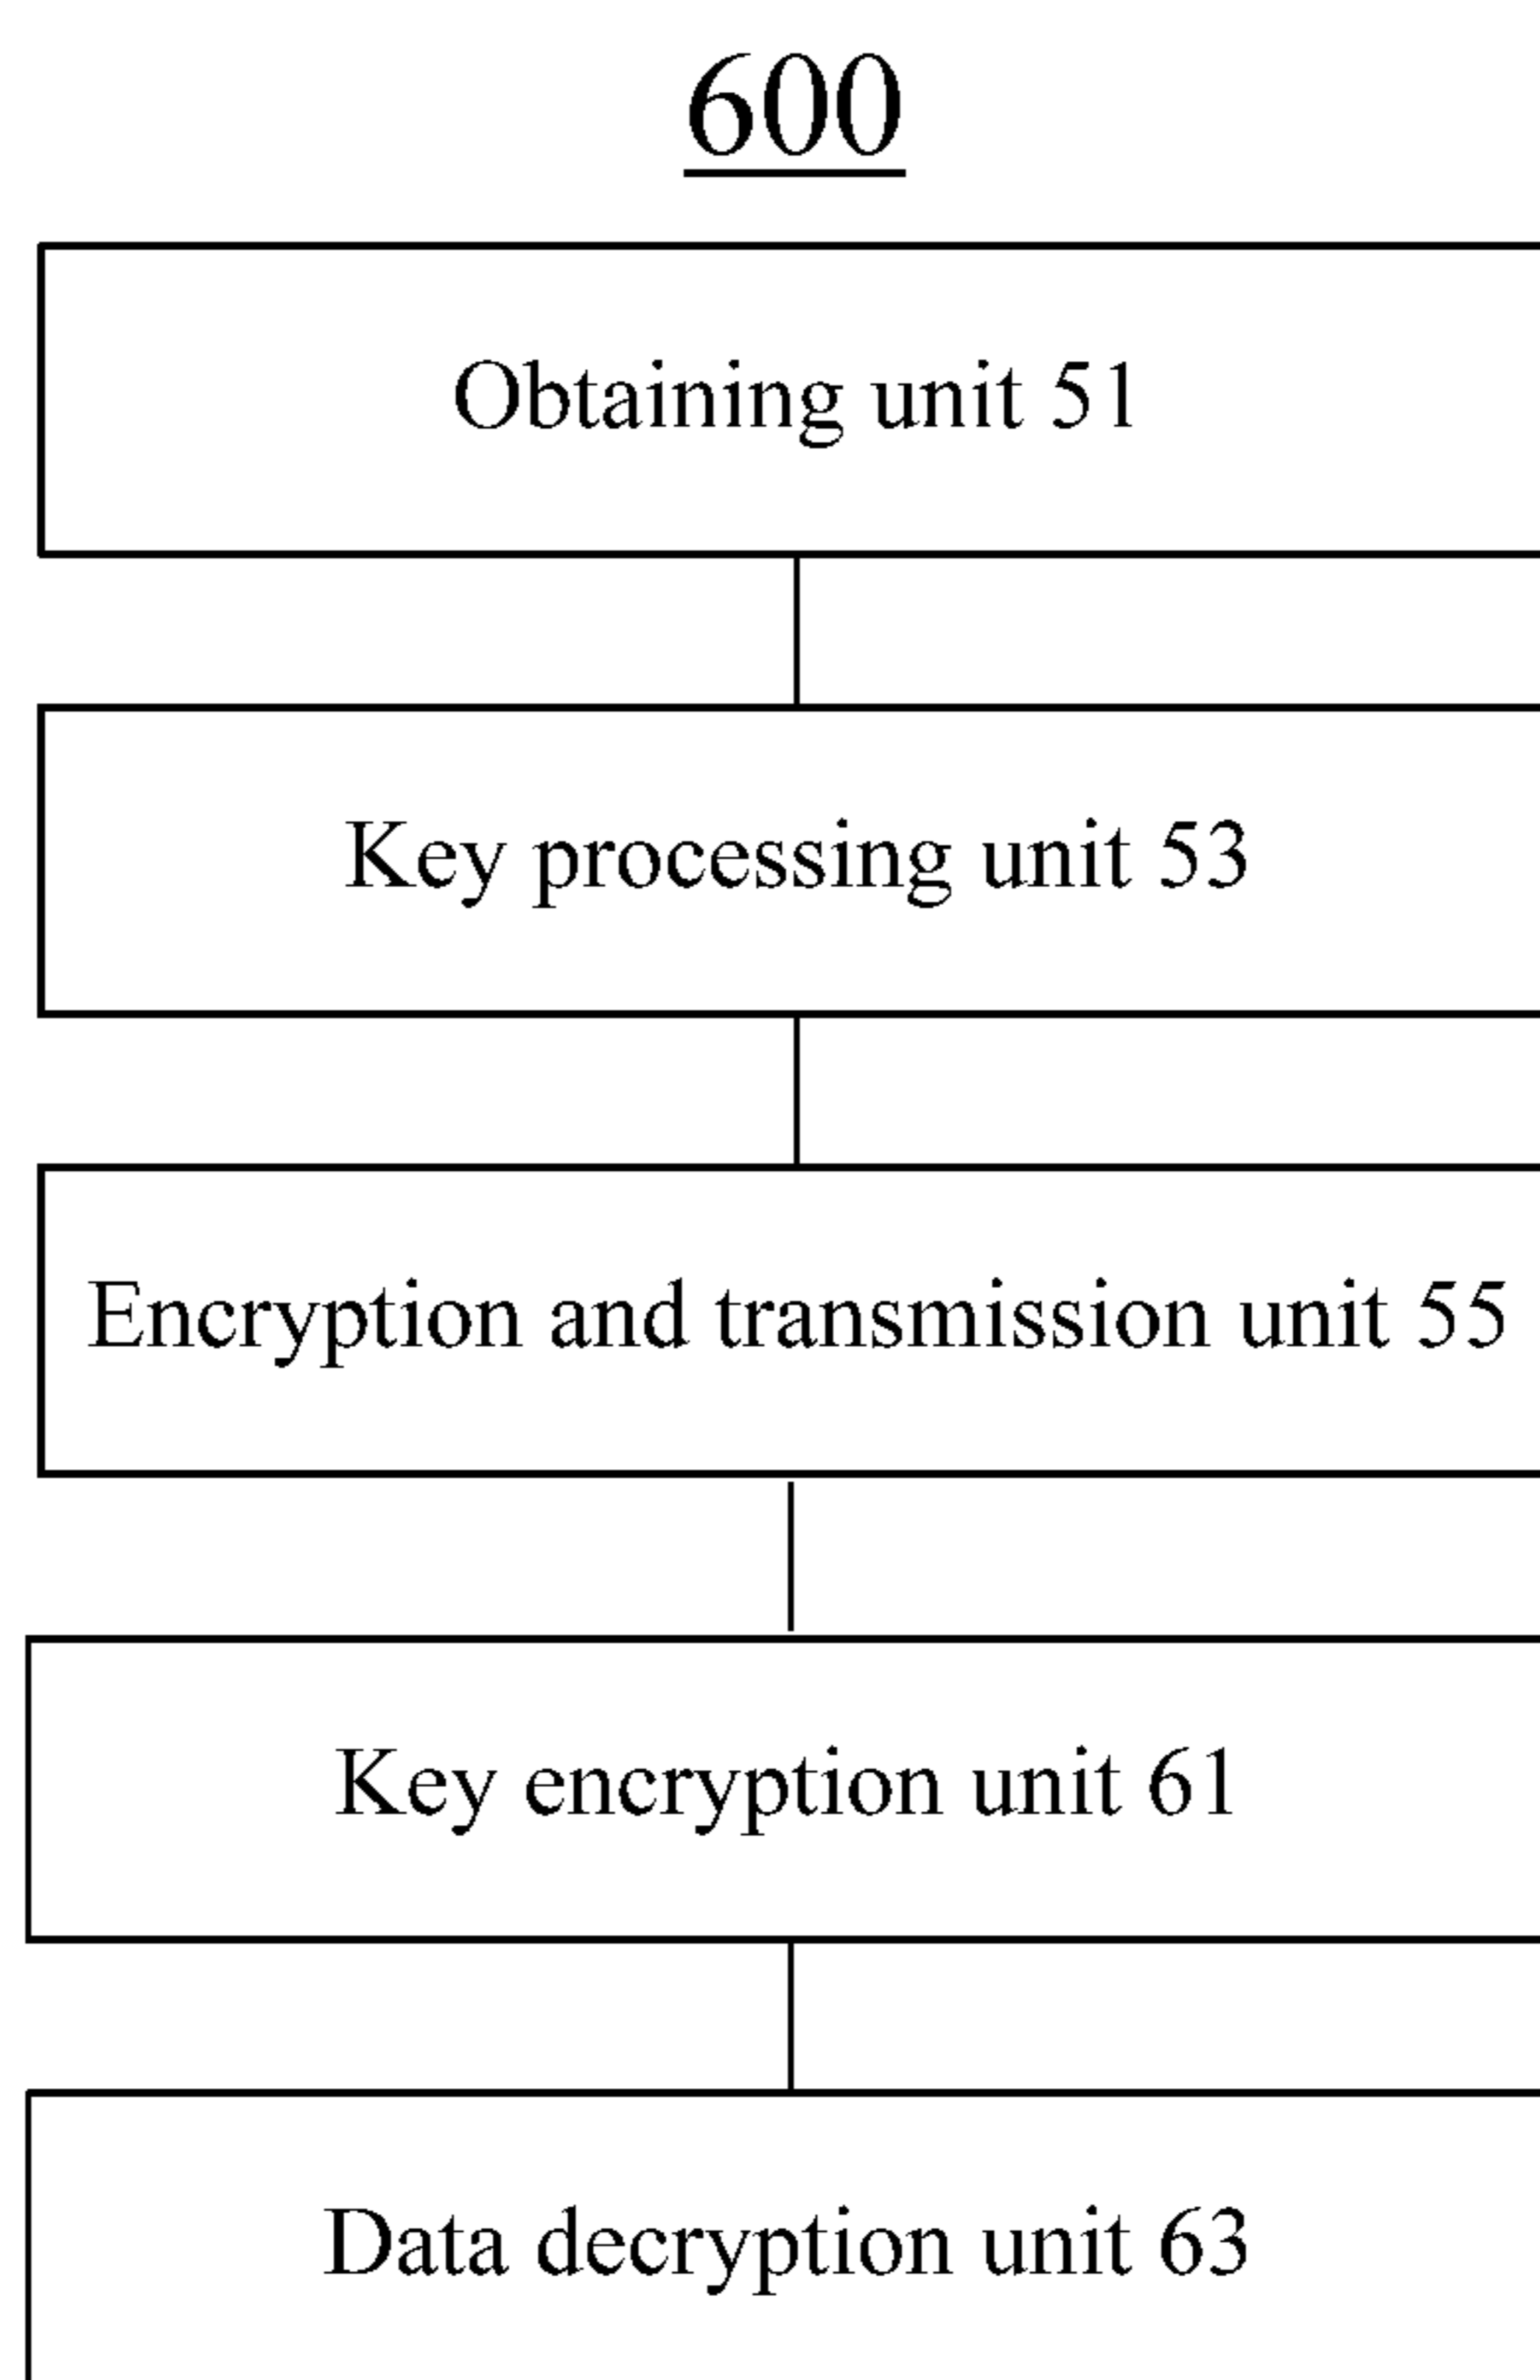 600
Obtaining unit 51
Key processing unit 53
Encryption and transmission unit 55
Key encryption unit 61
Data decryption unit 63